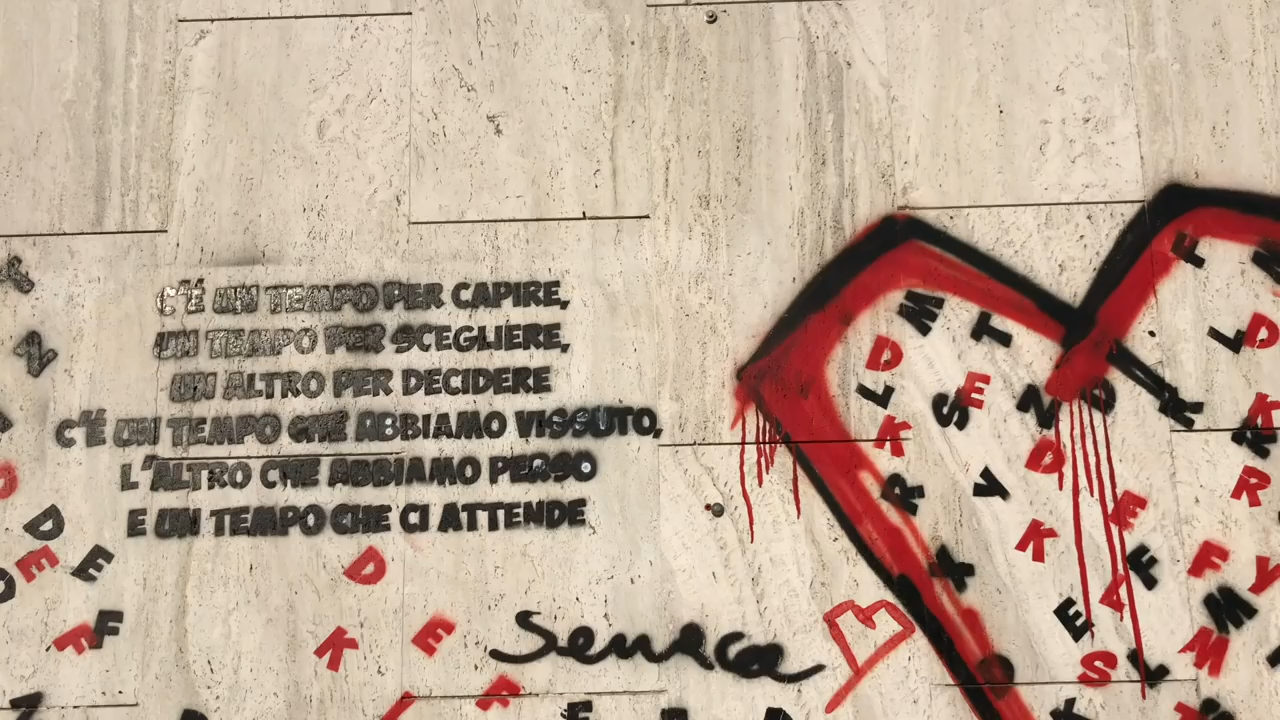 C'È UN TEMPO PER CAPIRE,
UN TEMPO PER SCEGLIERE,
UN ALTRO PER DECIDERE
C'È UN TEMPO CHE ABBIAMO VISSUTO,
L'ALTRO CHE ABBIAMO PERSO
E UN TEMPO CHE CI ATTENDE
Seneca